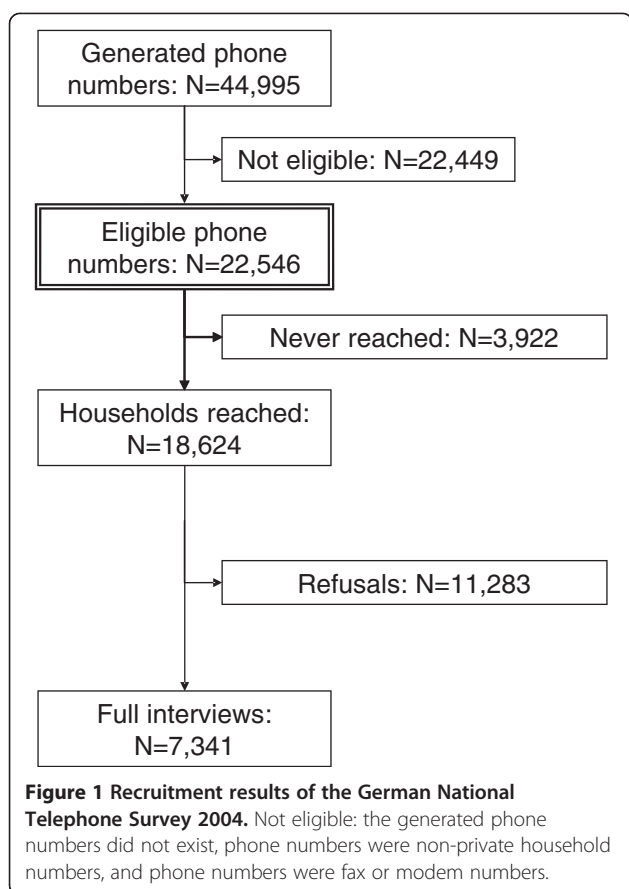 Generated phone
numbers: N=44,995
Not eligible: N=22,449
Eligible phone
numbers: N=22,546
Never reached: N=3,922
Households reached:
N=18,624
Refusals: N=11,283
Full interviews:
N=7,341
Figure 1 Recruitment results of the German National
Telephone Survey 2004. Not eligible: the generated phone
numbers did not exist, phone numbers were non-private household
numbers, and phone numbers were fax or modem numbers.